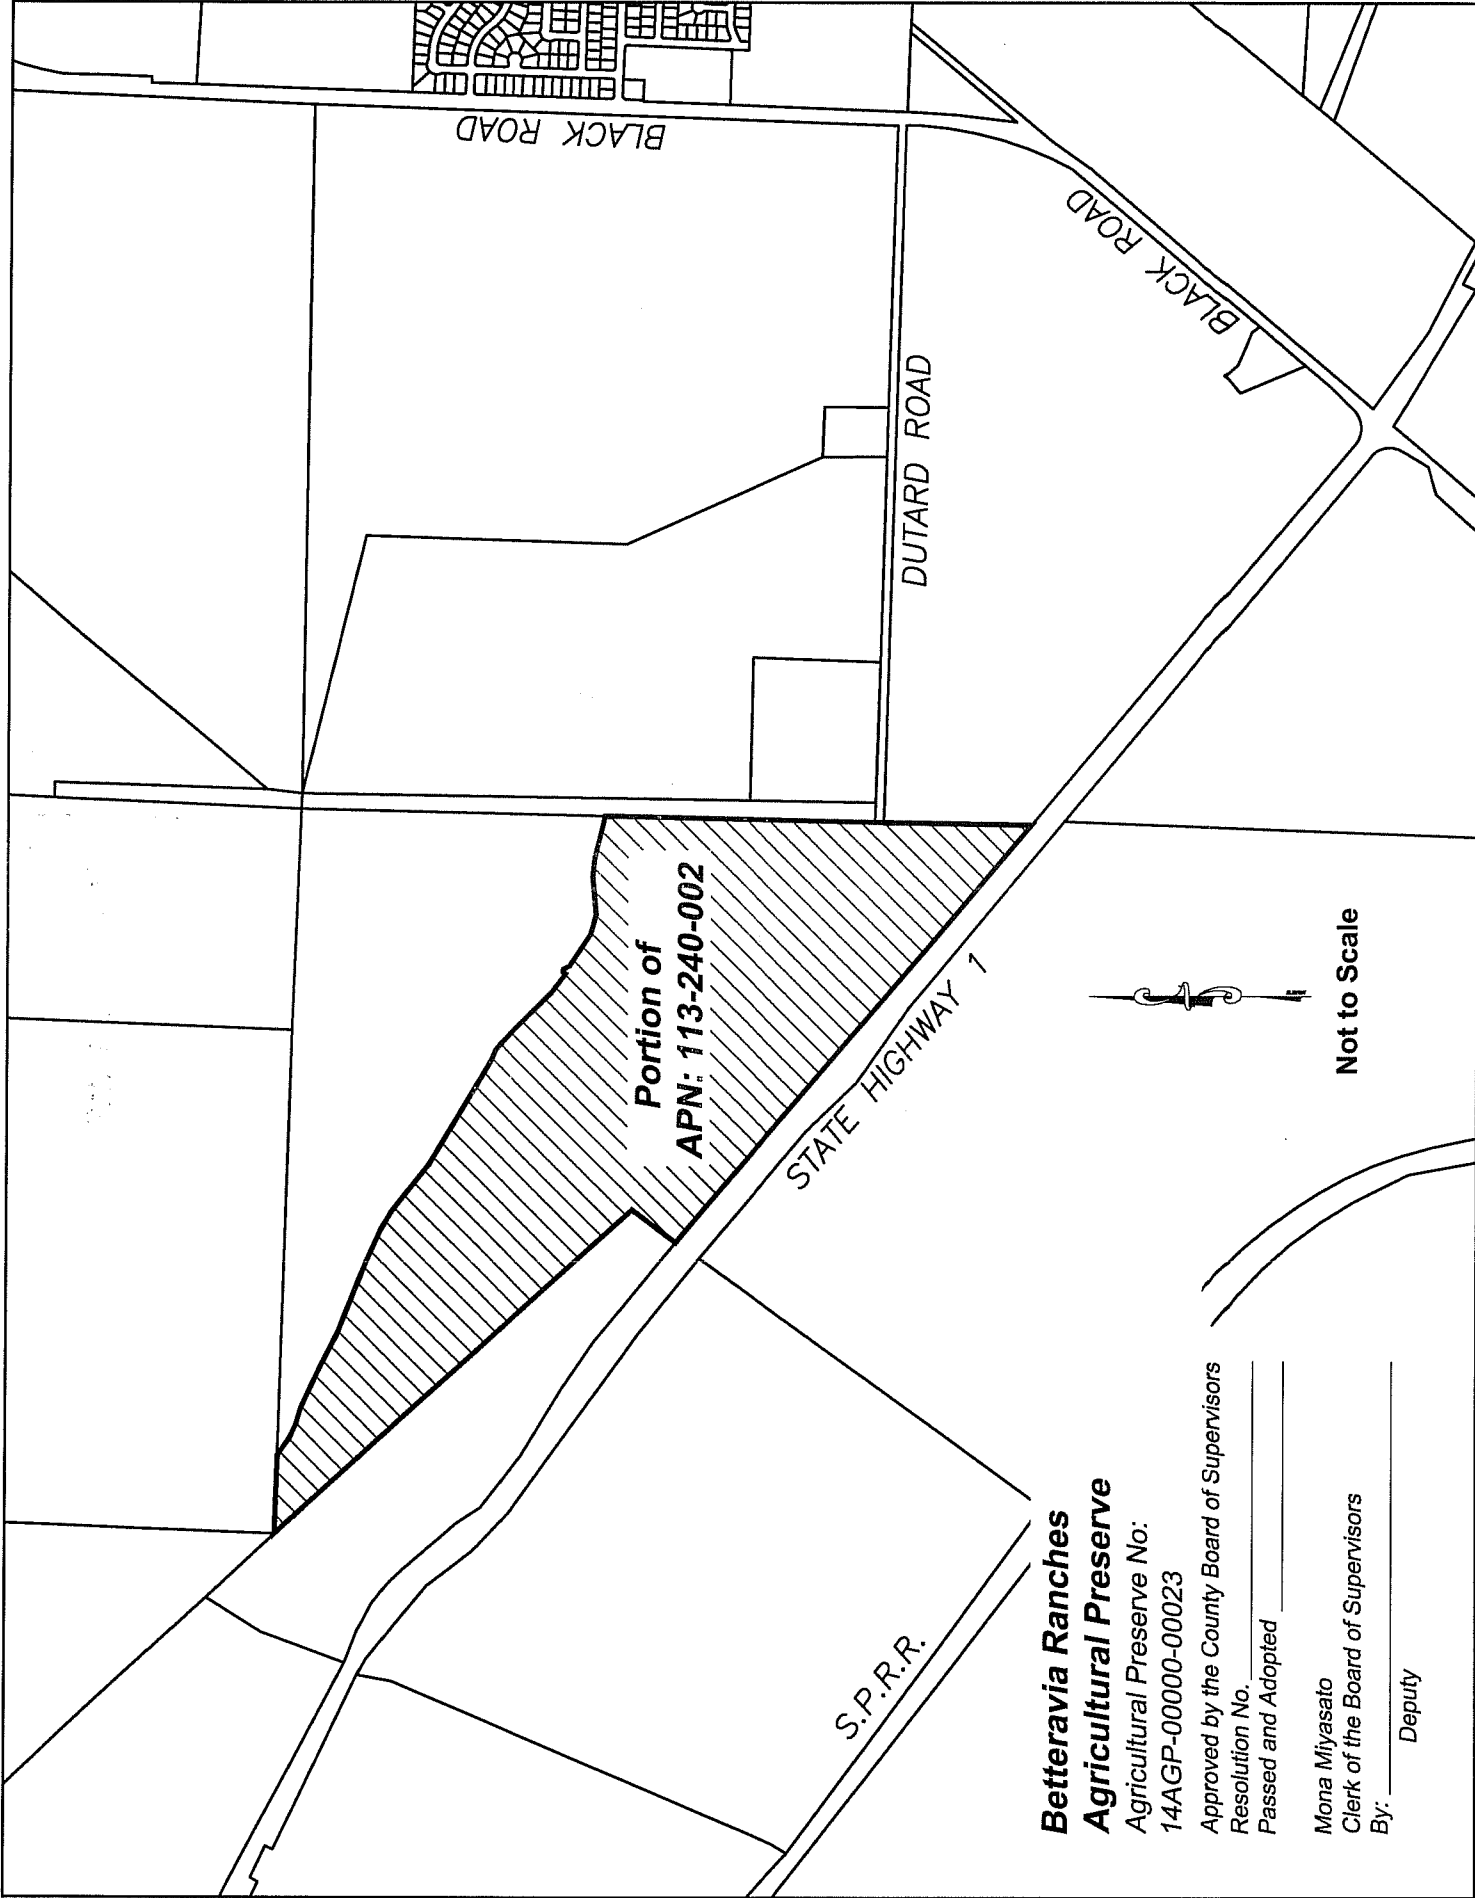 BLACK ROAD
BLACK ROAD
DUTARD ROAD
Portion of
APN: 113-240-002
STATE HIGHWAY 1
S.P.R.R.
Not to Scale
Betteravia Ranches
Agricultural Preserve
Agricultural Preserve No:
14AGP-00000-00023
Approved by the County Board of Supervisors
Resolution No.
Passed and Adopted
Mona Miyasato
Clerk of the Board of Supervisors
By:
Deputy